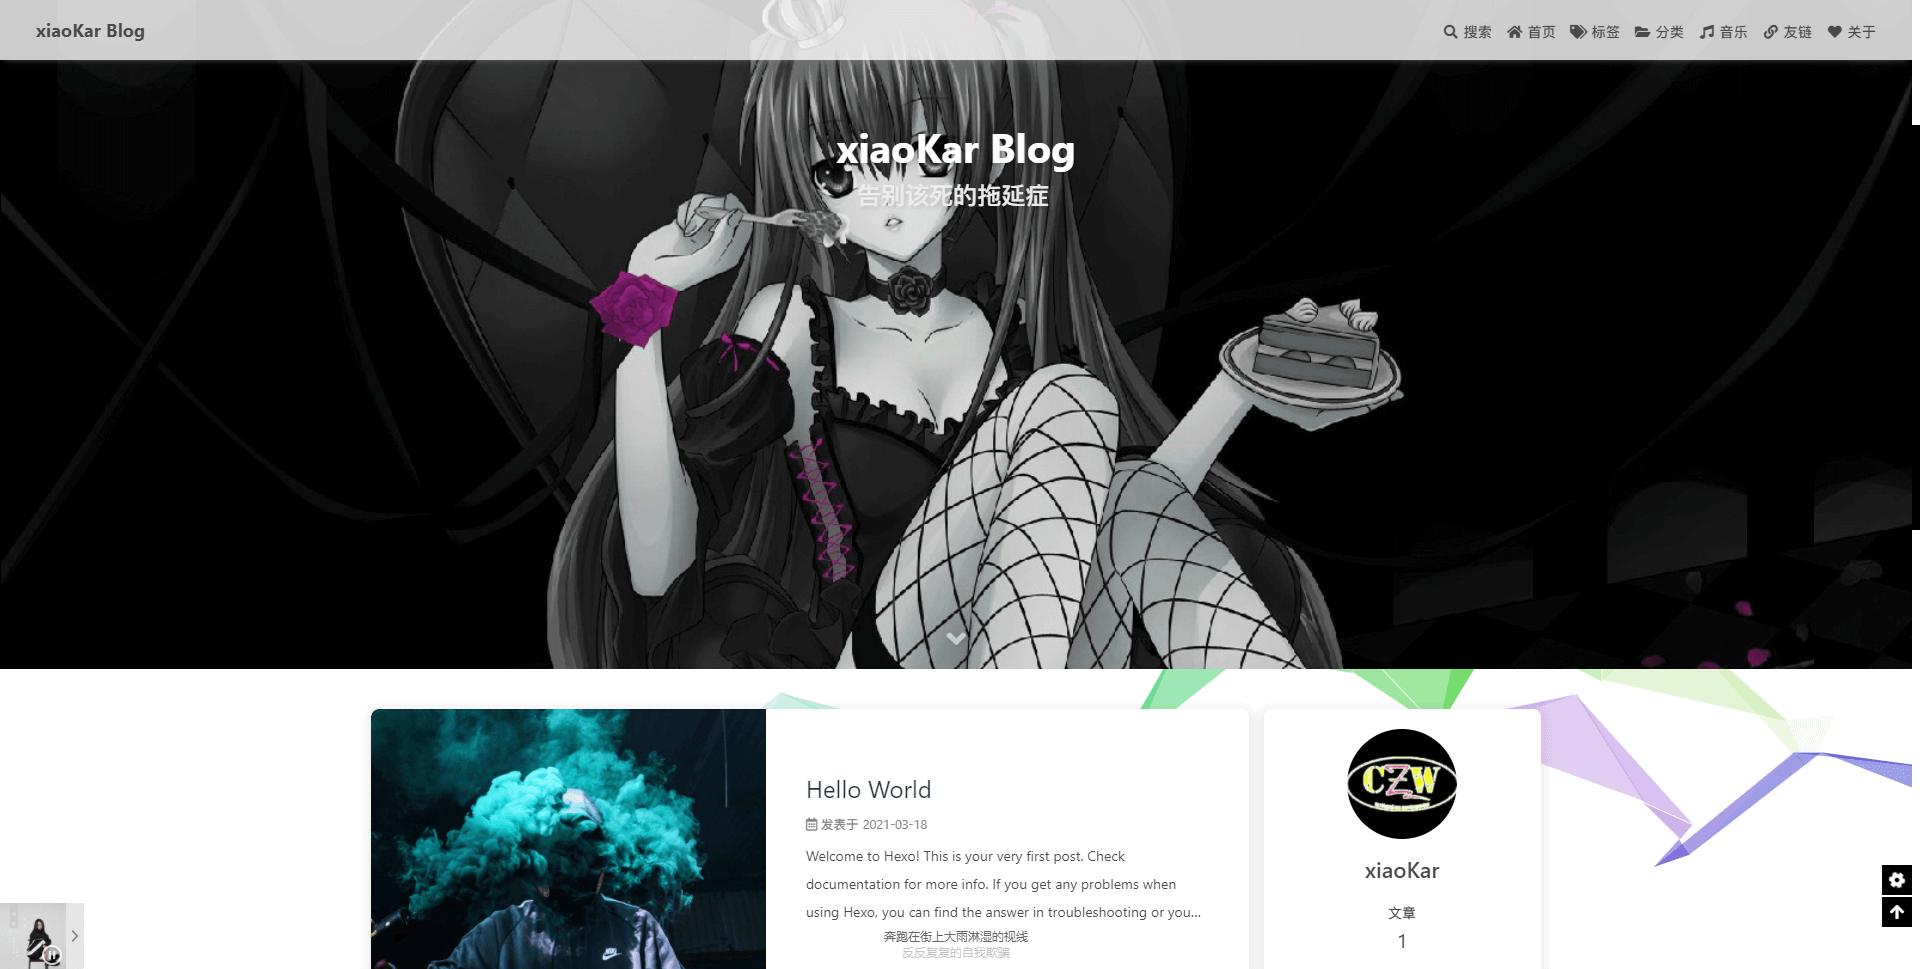 xiaoKar Blog
搜索 首页 标签 分类 音乐 友链 关于
xiaoKar Blog
告别该死的拖延症
Hello World
发表于 2021-03-18
Welcome to Hexo! This is your very first post. Check
documentation for more info. If you get any problems when
using Hexo, you can find the answer in troubleshooting or you...
奔跑在街上大雨淋湿的视线
反反复复的自我欺骗
CZW
xiaoKar
文章
1